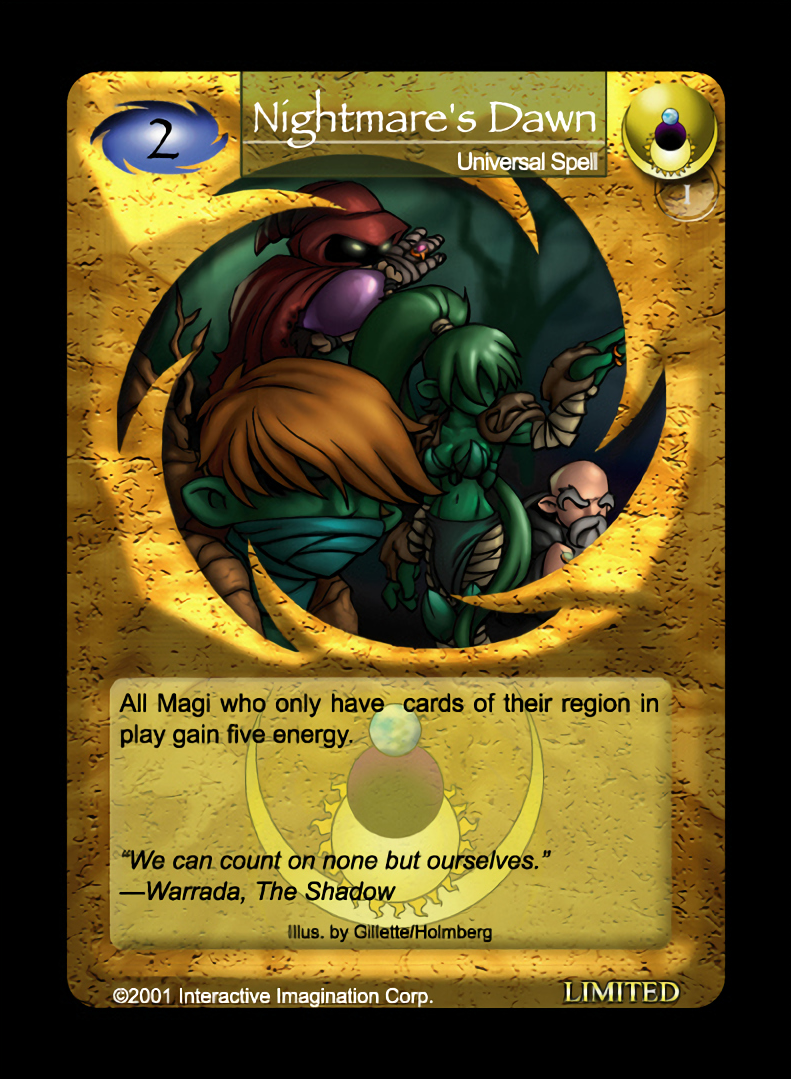 2
Nightmare's Dawn
Universal Spell
1
All Magi who only have cards of their region in
play gain five energy.
“We can count on none but ourselves.”
—Warrada, The Shadow
Illus. by Gillette/Holmberg
©2001 Interactive Imagination Corp.
LIMITED